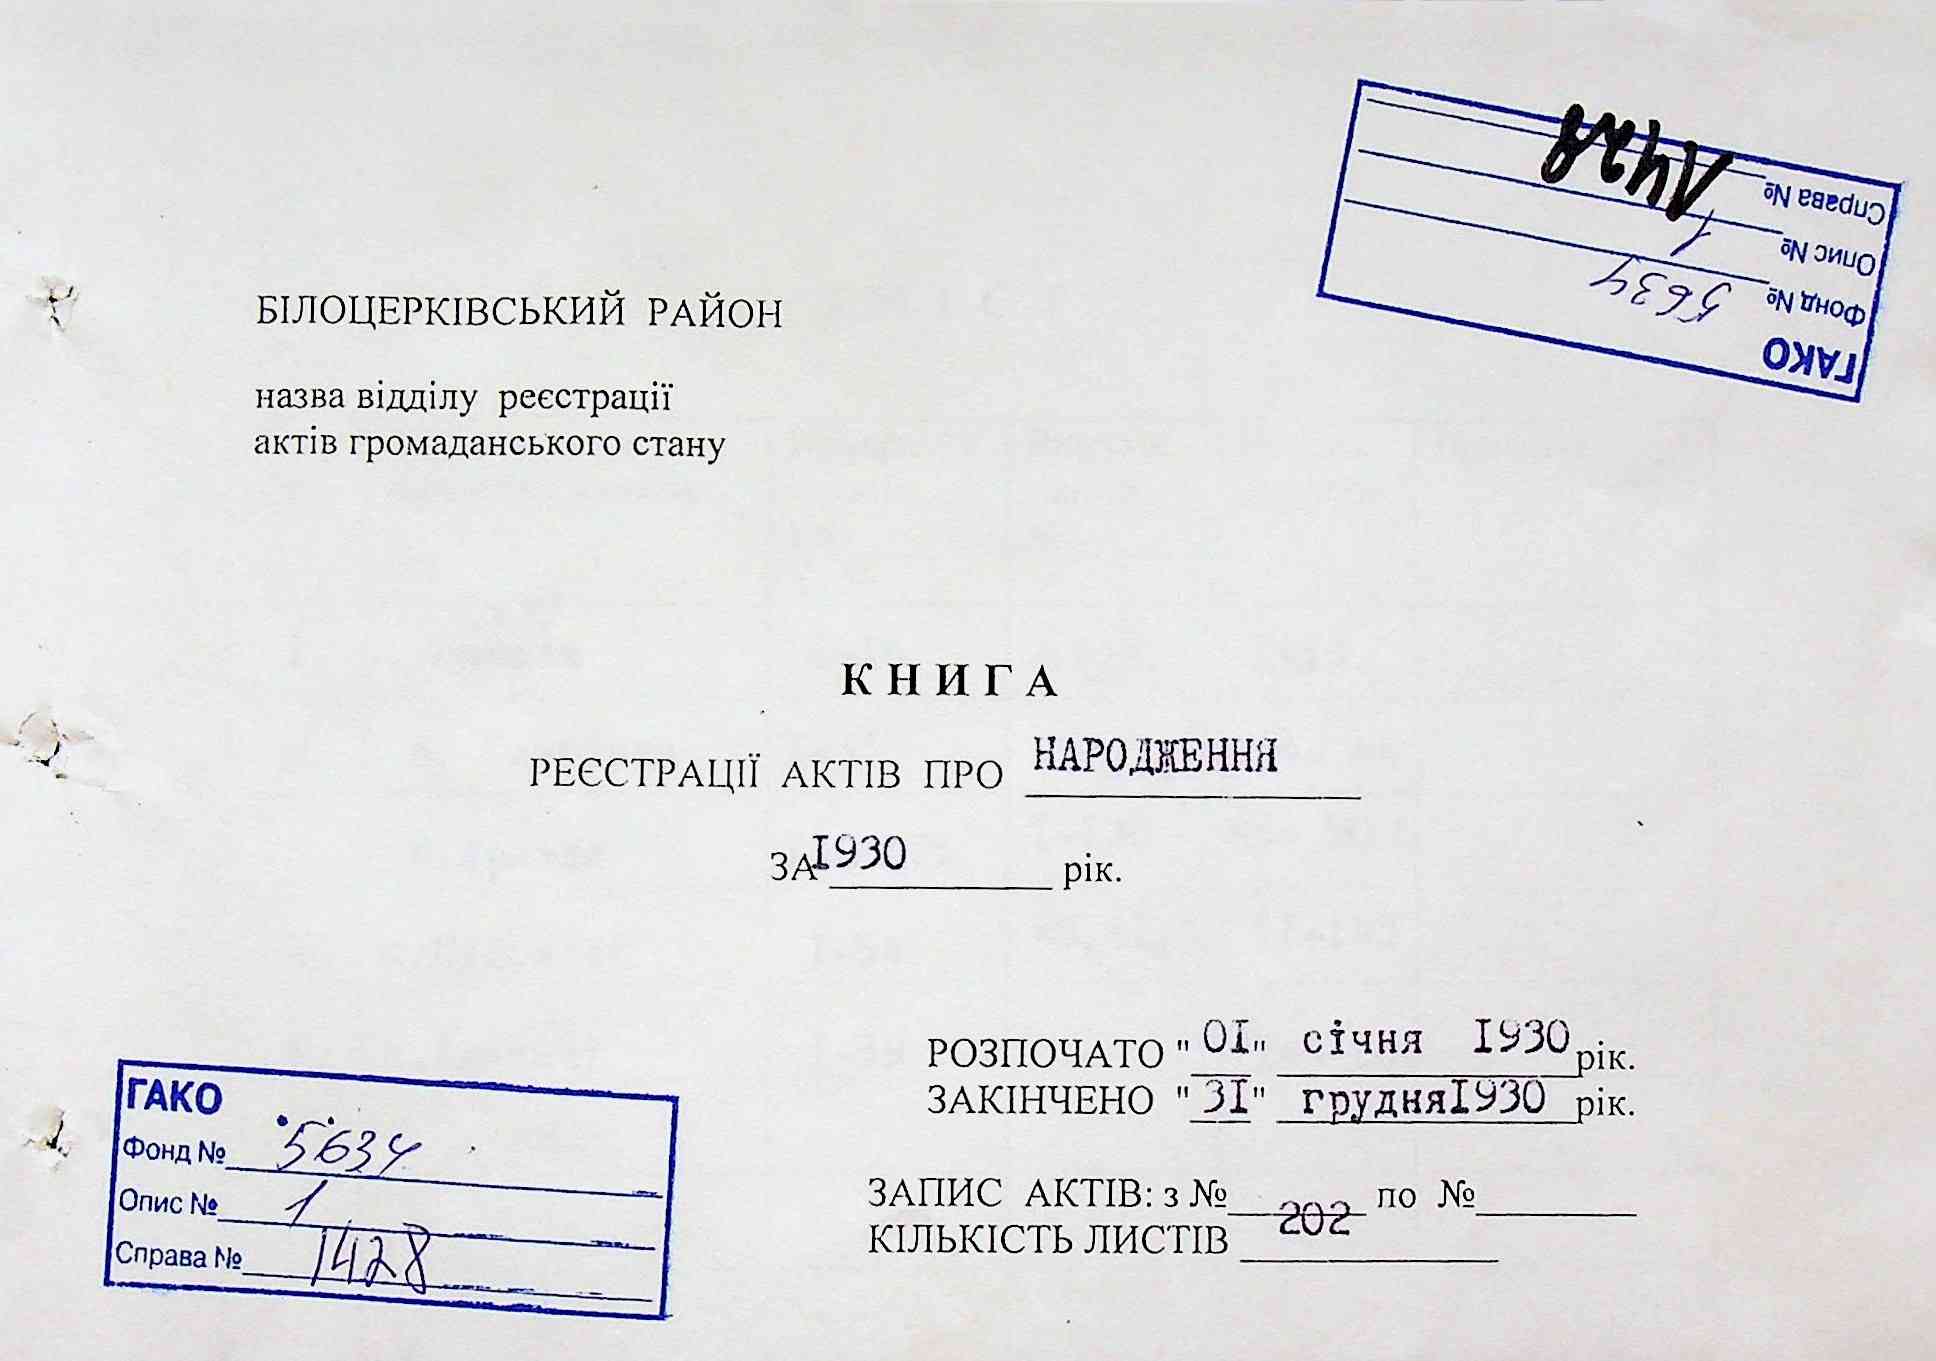 ГАКО
Фонд № 5634
Опис № 1
Справа № 1428
БІЛОЦЕРКІВСЬКИЙ РАЙОН
назва відділу реєстрації
актів громаданського стану
КНИГА
РЕЄСТРАЦІЇ АКТІВ ПРО НАРОДЖЕННЯ
ЗА 1930 рік.
РОЗПОЧАТО "01" січня 1930 рік.
ЗАКІНЧЕНО "31" грудня 1930 рік.
ЗАПИС АКТІВ: з № по №
КІЛЬКІСТЬ ЛИСТІВ 202
ГАКО
Фонд № 5634
Опис № 1
Справа № 1428